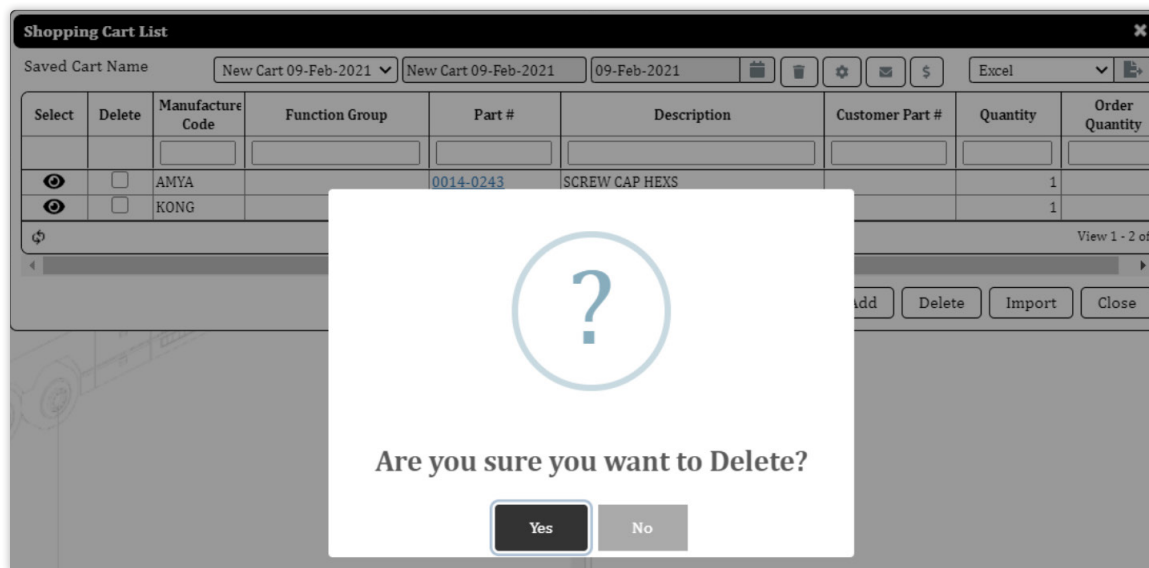 Shopping Cart List
Saved Cart Name New Cart 09-Feb-2021 New Cart 09-Feb-2021 09-Feb-2021 $ Excel
Select Delete Manufacture Code Function Group Part # Description Customer Part # Quantity Order Quantity
AMYA 0014-0243 SCREW CAP HEXS 1
KONG 1
View 1 - 2 of
Delete Import Close
?
Are you sure you want to Delete?
Yes No